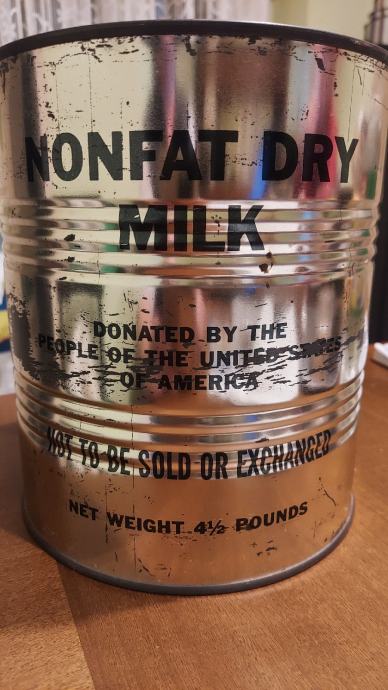 NONFAT DRY
MILK
DONATED BY THE
PEOPLE OF THE UNITED STATES
OF AMERICA
NOT TO BE SOLD OR EXCHANGED
NET WEIGHT 4½ POUNDS